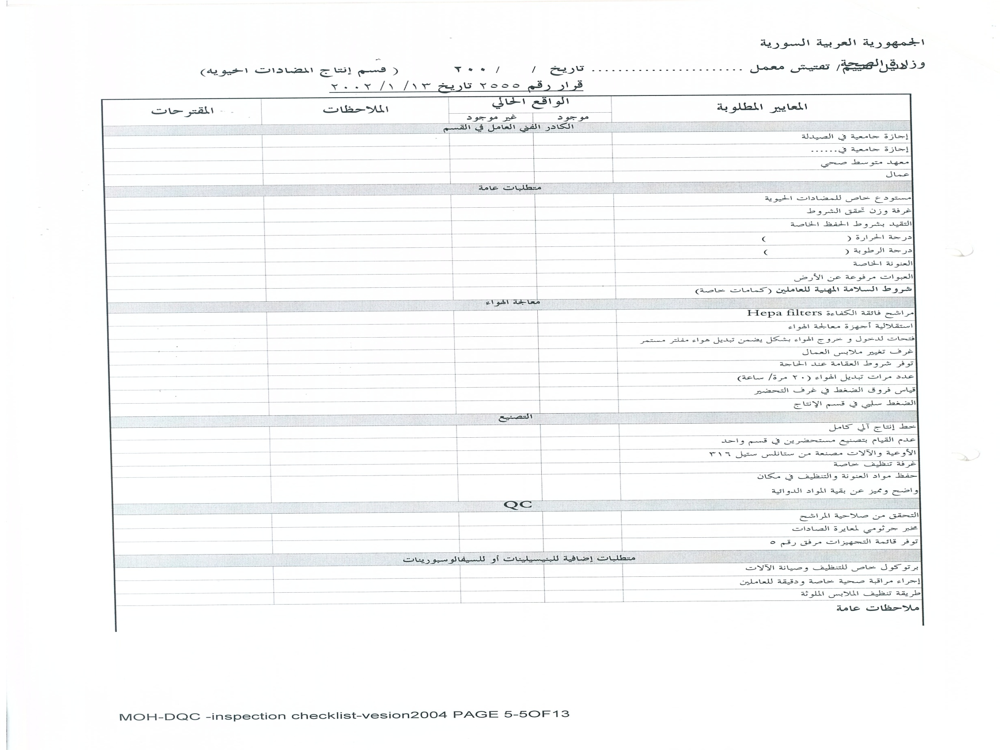 الجمهورية العربية السورية
وزارة الصحة
دليل تقييم/ تفتيش معمل ....................... تاريخ / / ٢٠٠ ( قسم إنتاج المضادات الحيويه)
قرار رقم ٢٥٥٥ تاريخ ١٣/ ١/ ٢٠٠٢
المعايير المطلوبة الواقع الحالي الملاحظات المقترحات
موجود غير موجود
الكادر الفني العامل في القسم
إجازة جامعية في الصيدلة
إجازة جامعية في......
معهد متوسط صحي
عمال
متطلبات عامة
مستودع خاص للمضادات الحيوية
غرفة وزن تحقق الشروط
التقيد بشروط الحفظ الخاصة
درجة الحرارة ( )
درجة الرطوبة ( )
العنونة الخاصة
العبوات مرفوعة عن الأرض
شروط السلامة المهنية للعاملين (كمامات خاصة)
معالجة الهواء
مراشح فائقة الكفاءة Hepa filters
استقلالية أجهزة معالجة الهواء
فتحات لدخول و خروج الهواء بشكل يضمن تبديل هواء مفلتر مستمر
غرف تغيير ملابس العمال
توفر شروط العقامة عند الحاجة
عدد مرات تبديل الهواء (٢٠ مرة/ ساعة)
قياس فروق الضغط في غرف التحضير
الضغط سلبي في قسم الإنتاج
التصنيع
خط إنتاج آلي كامل
عدم القيام بتصنيع مستحضرين في قسم واحد
الأوعية والآلات مصنعة من ستانلس ستيل ٣١٦
غرفة تنظيف خاصة
حفظ مواد العنونة والتنظيف في مكان
واضح ومميز عن بقية المواد الدوائية
QC
التحقق من صلاحية المراشح
مخبر جرثومي لمعايرة الصادات
توفر قائمة التجهيزات مرفق رقم ٥
متطلبات إضافية للبنيسيلينات أو للسيفالوسبورينات
برتوكول خاص للتنظيف وصيانة الآلات
إجراء مراقبة صحية خاصة ودقيقة للعاملين
طريقة تنظيف الملابس الملوثة
ملاحظات عامة
MOH-DQC -inspection checklist-vesion2004 PAGE 5-5OF13